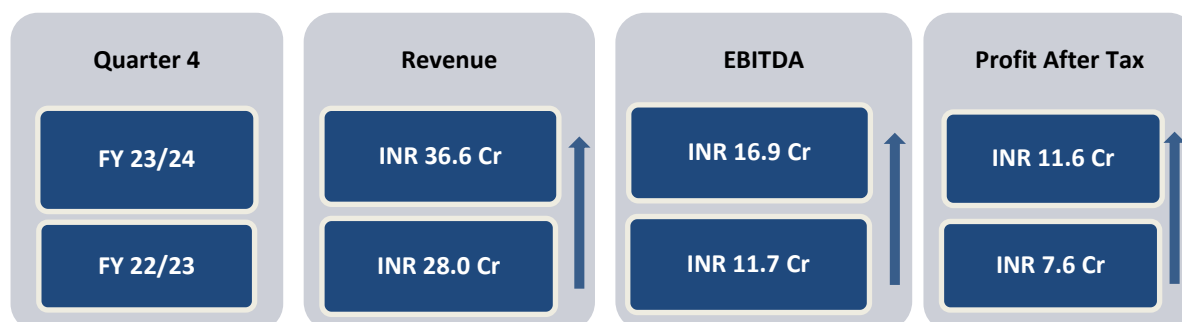 Quarter 4
Revenue
EBITDA
Profit After Tax
FY 23/24
INR 36.6 Cr
INR 16.9 Cr
INR 11.6 Cr
FY 22/23
INR 28.0 Cr
INR 11.7 Cr
INR 7.6 Cr